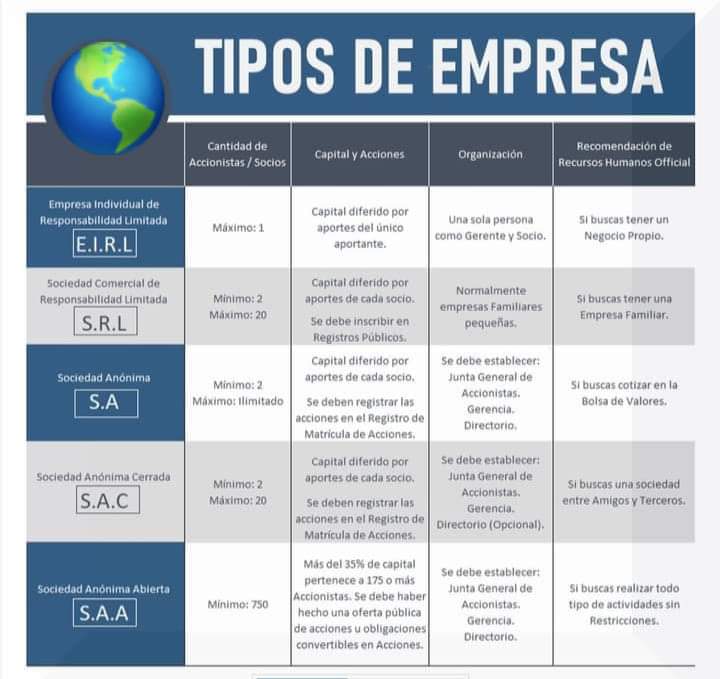 TIPOS DE EMPRESA
Cantidad de
Accionistas / Socios
Capital y Acciones
Organización
Recomendación de
Recursos Humanos Official
Empresa Individual de
Responsabilidad Limitada
E.I.R.L
Máximo: 1
Capital diferido por
aportes del único
aportante.
Una sola persona
como Gerente y Socio.
Si buscas tener un
Negocio Propio.
Sociedad Comercial de
Responsabilidad Limitada
S.R.L
Mínimo: 2
Máximo: 20
Capital diferido por
aportes de cada socio.
Se debe inscribir en
Registros Públicos.
Normalmente
empresas Familiares
pequeñas.
Si buscas tener una
Empresa Familiar.
Sociedad Anónima
S.A
Mínimo: 2
Máximo: Ilimitado
Capital diferido por
aportes de cada socio.
Se deben registrar las
acciones en el Registro de
Matrícula de Acciones.
Se debe establecer:
Junta General de
Accionistas.
Gerencia.
Directorio.
Si buscas cotizar en la
Bolsa de Valores.
Sociedad Anónima Cerrada
S.A.C
Mínimo: 2
Máximo: 20
Capital diferido por
aportes de cada socio.
Se deben registrar las
acciones en el Registro de
Matrícula de Acciones.
Se debe establecer:
Junta General de
Accionistas.
Gerencia.
Directorio (Opcional).
Si buscas una sociedad
entre Amigos y Terceros.
Sociedad Anónima Abierta
S.A.A
Mínimo: 750
Más del 35% de capital
pertenece a 175 o más
Accionistas. Se debe haber
hecho una oferta pública
de acciones u obligaciones
convertibles en Acciones.
Se debe establecer:
Junta General de
Accionistas.
Gerencia.
Directorio.
Si buscas realizar todo
tipo de actividades sin
Restricciones.